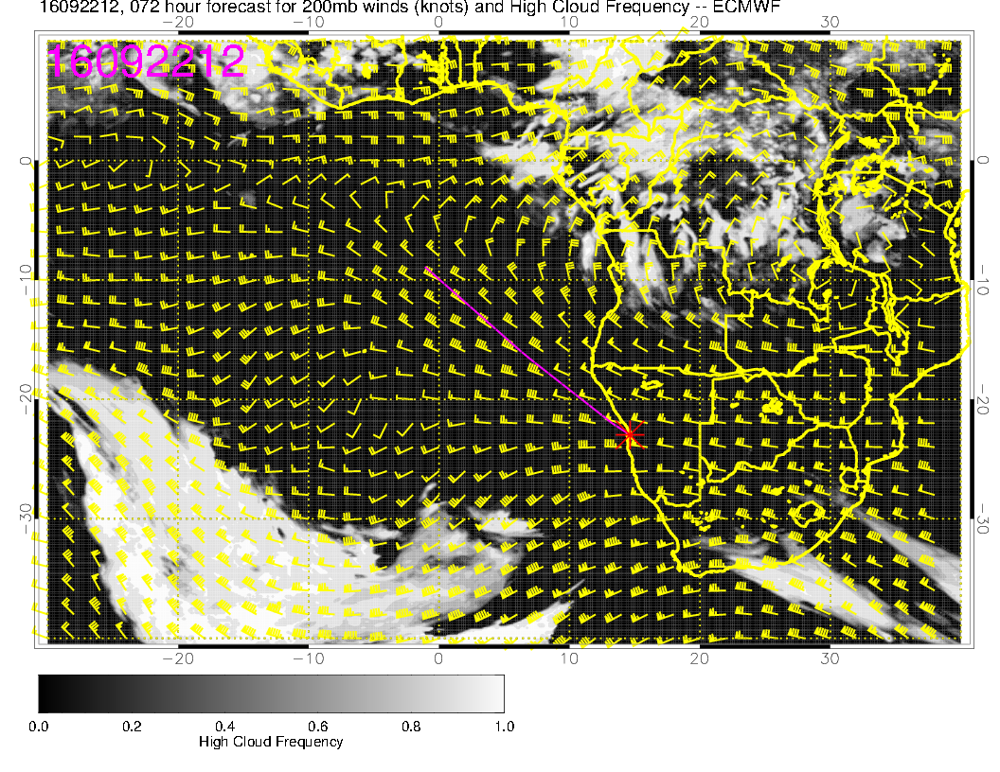 16092212, 072 hour forecast for 200mb winds (knots) and High Cloud Frequency -- ECMWF
−20 −10 0 10 20 30
16092212
0 0
−10 −10
−20 −20
−30 −30
−20 −10 0 10 20 30
0.0 0.2 0.4 0.6 0.8 1.0
High Cloud Frequency